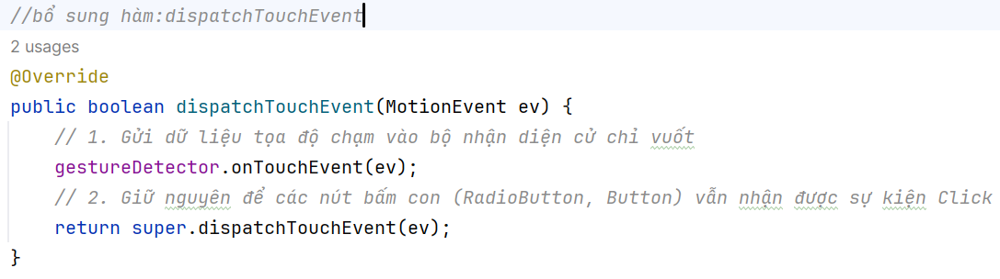 //bổ sung hàm:dispatchTouchEvent
2 usages
@Override
public boolean dispatchTouchEvent(MotionEvent ev) {
// 1. Gửi dữ liệu tọa độ chạm vào bộ nhận diện cử chỉ vuốt
gestureDetector.onTouchEvent(ev);
// 2. Giữ nguyên để các nút bấm con (RadioButton, Button) vẫn nhận được sự kiện Click
return super.dispatchTouchEvent(ev);
}